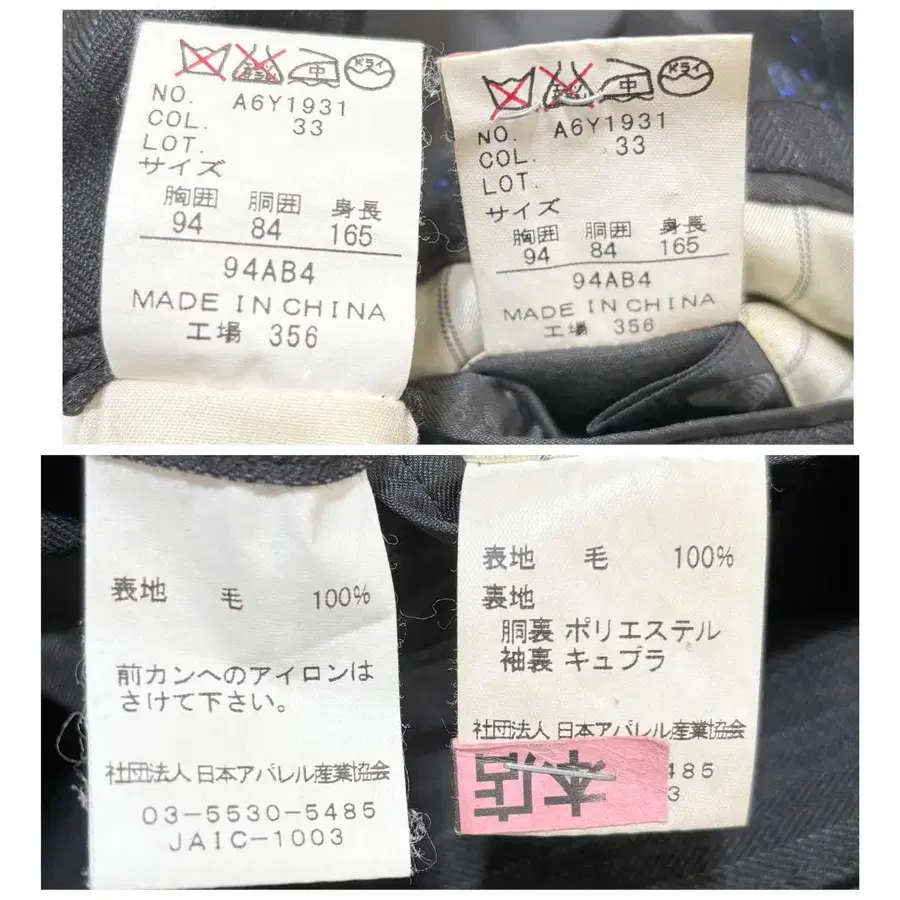 中 ドライ
NO. A6Y1931
COL. 33
LOT.
サイズ
胸囲 胴囲 身長
94 84 165
94AB4
MADE IN CHINA
工場 356
中 ドライ
NO. A6Y1931
COL. 33
LOT.
サイズ
胸囲 胴囲 身長
94 84 165
94AB4
MADE IN CHINA
工場 356
表地 毛 100%
前カンへのアイロンは
さけて下さい。
社団法人 日本アパレル産業協会
03-5530-5485
JAIC-1003
表地 毛 100%
裏地
胴裏 ポリエステル
袖裏 キュプラ
社団法人 日本アパレル産業協会
485
3
本店